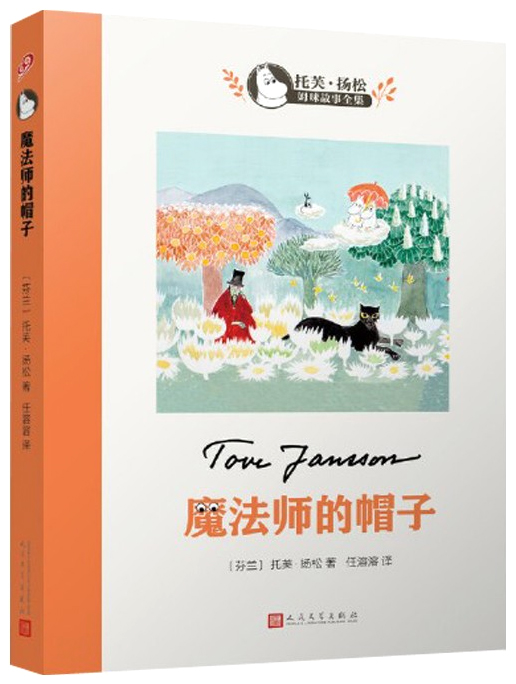 魔法师的帽子
〔芬兰〕托芙·扬松 著 任溶溶 译
托芙·扬松
姆咪故事全集
Tove Jansson
魔法师的帽子
〔芬兰〕托芙·扬松 著 任溶溶 译
人民文学出版社